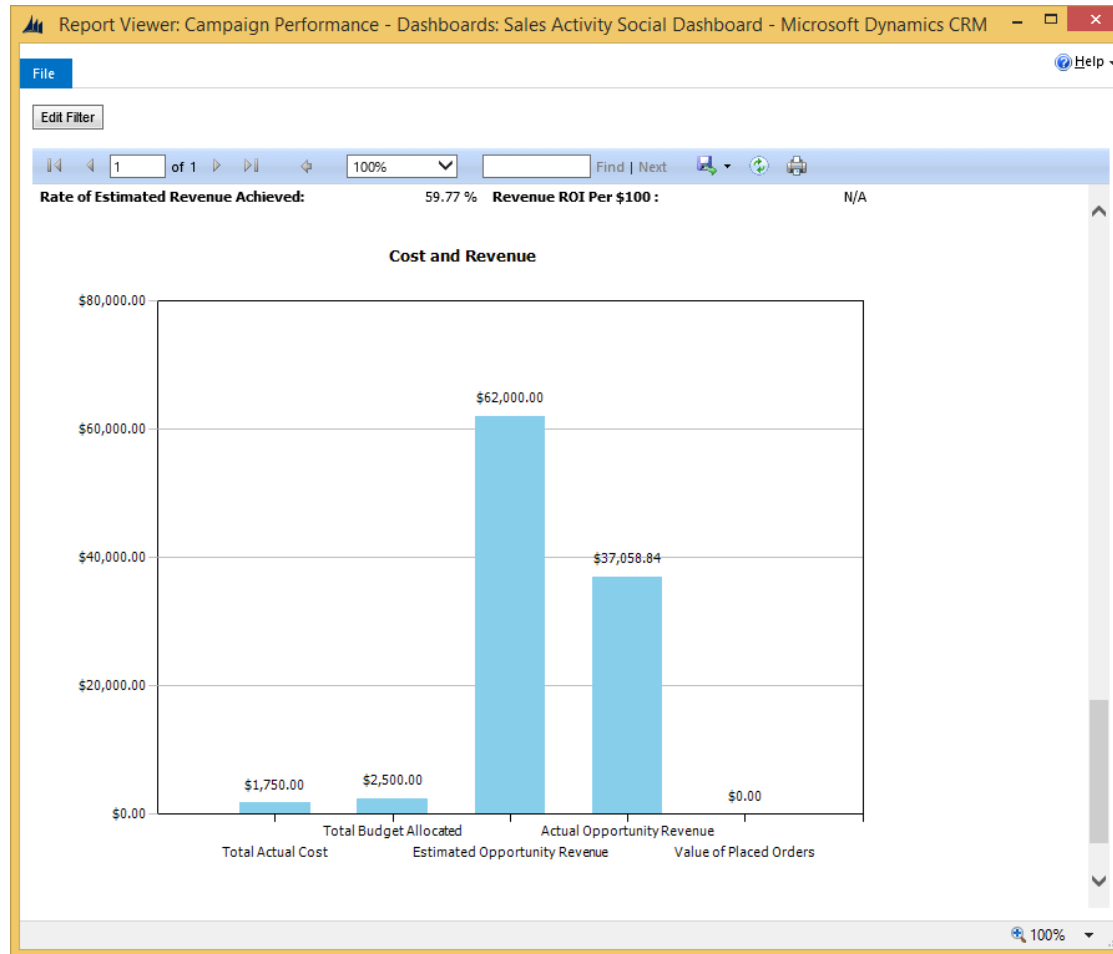 Report Viewer: Campaign Performance - Dashboards: Sales Activity Social Dashboard - Microsoft Dynamics CRM
File
Help
Edit Filter
1 of 1 100% Find | Next
Rate of Estimated Revenue Achieved: 59.77 % Revenue ROI Per $100 : N/A
Cost and Revenue
$80,000.00
$62,000.00
$60,000.00
$40,000.00
$37,058.84
$20,000.00
$1,750.00
$2,500.00
$0.00
$0.00
Total Budget Allocated Actual Opportunity Revenue
Total Actual Cost Estimated Opportunity Revenue Value of Placed Orders
100%